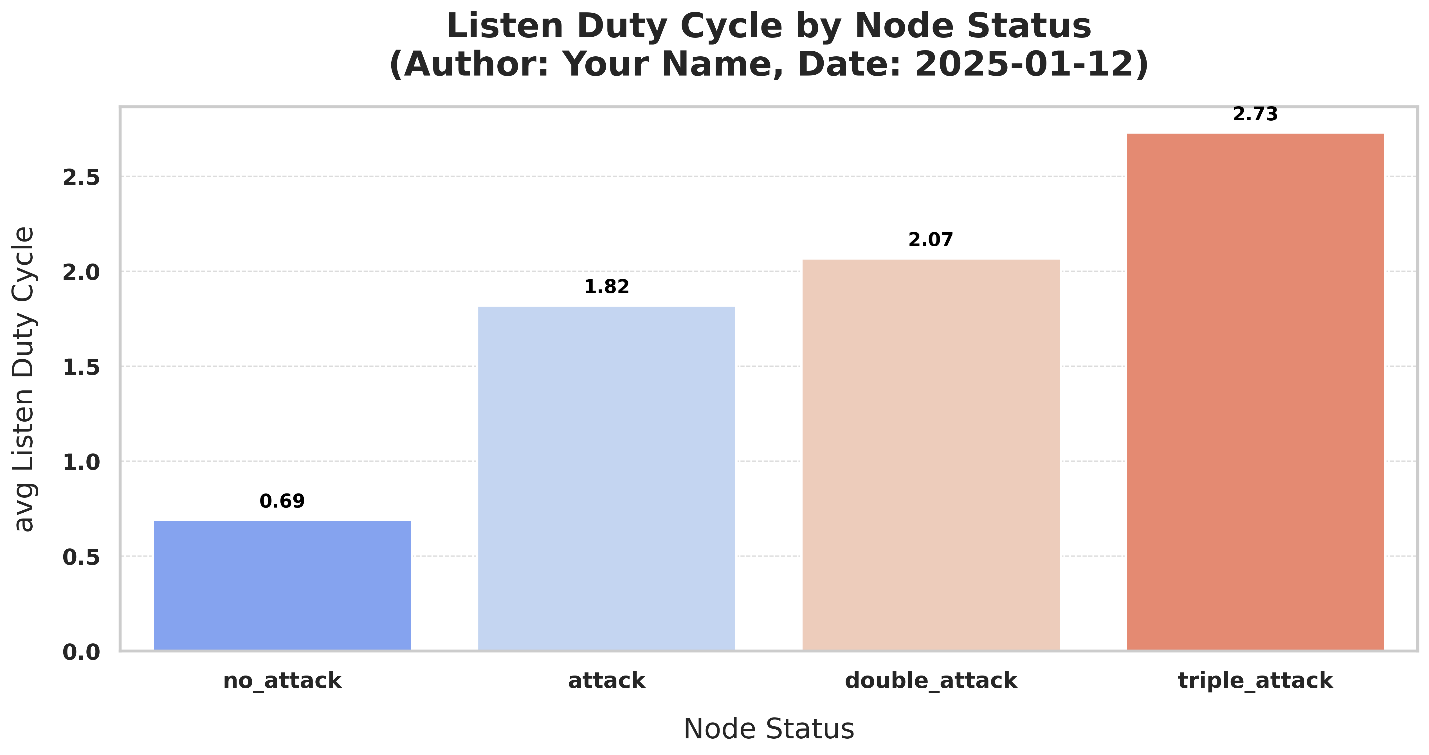 Listen Duty Cycle by Node Status
(Author: Your Name, Date: 2025-01-12)
2.73
2.5
2.07
2.0
1.82
1.5
1.0
0.69
0.5
0.0
avg Listen Duty Cycle
no_attack attack double_attack triple_attack
Node Status